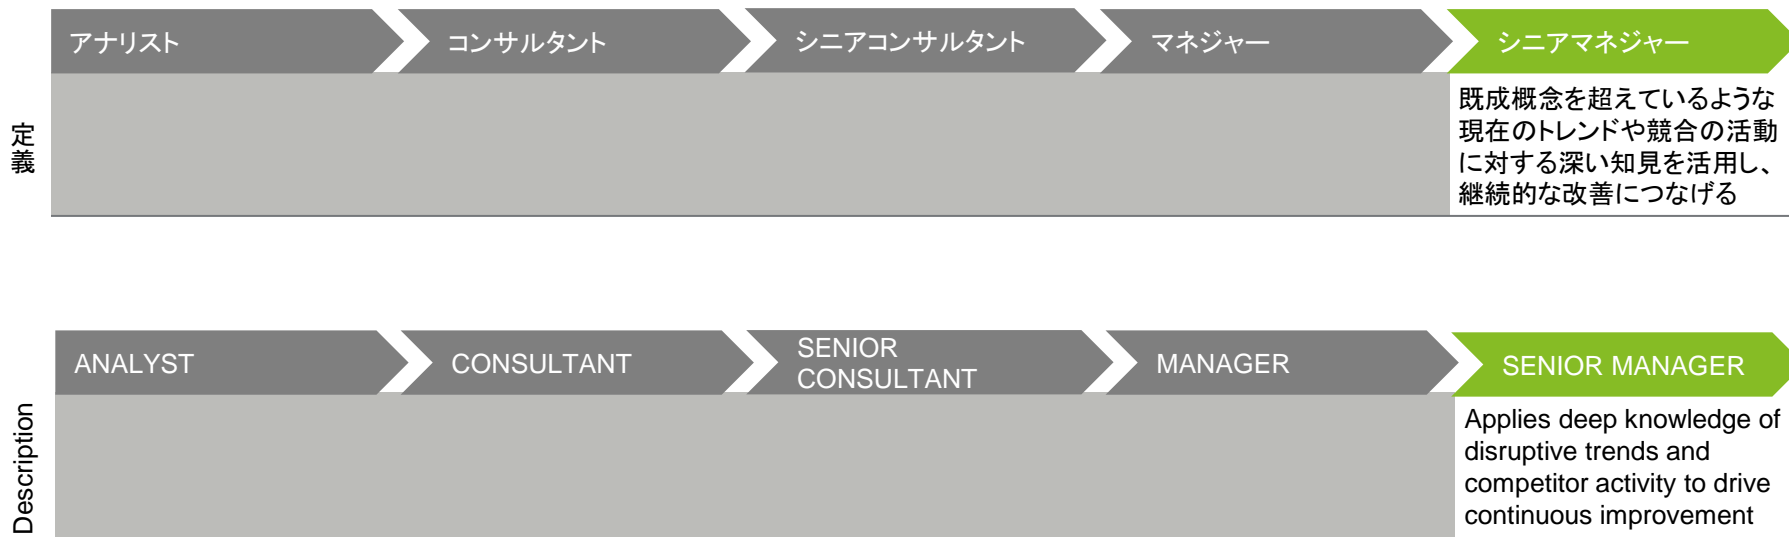 アナリスト
コンサルタント
シニアコンサルタント
マネジャー
シニアマネジャー
定義
既成概念を超えているような
現在のトレンドや競合の活動
に対する深い知見を活用し、
継続的な改善につなげる
ANALYST
CONSULTANT
SENIOR
CONSULTANT
MANAGER
SENIOR MANAGER
Description
Applies deep knowledge of
disruptive trends and
competitor activity to drive
continuous improvement